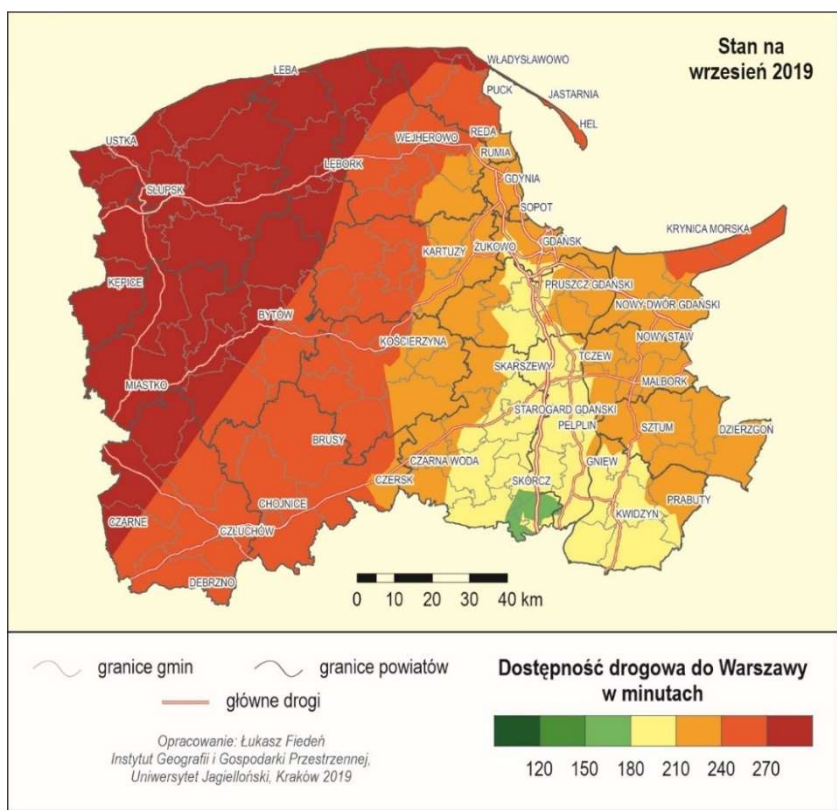 Stan na
wrzesień 2019
WŁADYSŁAWOWO
ŁEBA
PUCK
JASTARNIA
HEL
USTKA
REDA
WEJHEROWO
RUMIA
LĘBORK
GDYNIA
SŁUPSK
SOPOT
KRYNICA MORSKA
KARTUZY
ŻUKOWO
GDAŃSK
KĘPICE
PRUSZCZ GDAŃSKI
NOWY DWÓR GDAŃSKI
BYTÓW
KOŚCIERZYNA
NOWY STAW
SKARSZEWY
TCZEW
MIASTKO
MALBORK
STAROGARD GDAŃSKI
BRUSY
PELPLIN
SZTUM
DZIERZGOŃ
CZARNA WODA
GNIEW
CZERSK
SKÓRCZ
CHOJNICE
PRABUTY
CZARNE
KWIDZYN
CZŁUCHÓW
DEBRZNO
0 10 20 30 40 km
granice gmin
granice powiatów
główne drogi
Opracowanie: Łukasz Fiedeń
Instytut Geografii i Gospodarki Przestrzennej,
Uniwersytet Jagielloński, Kraków 2019
Dostępność drogowa do Warszawy
w minutach
120 150 180 210 240 270